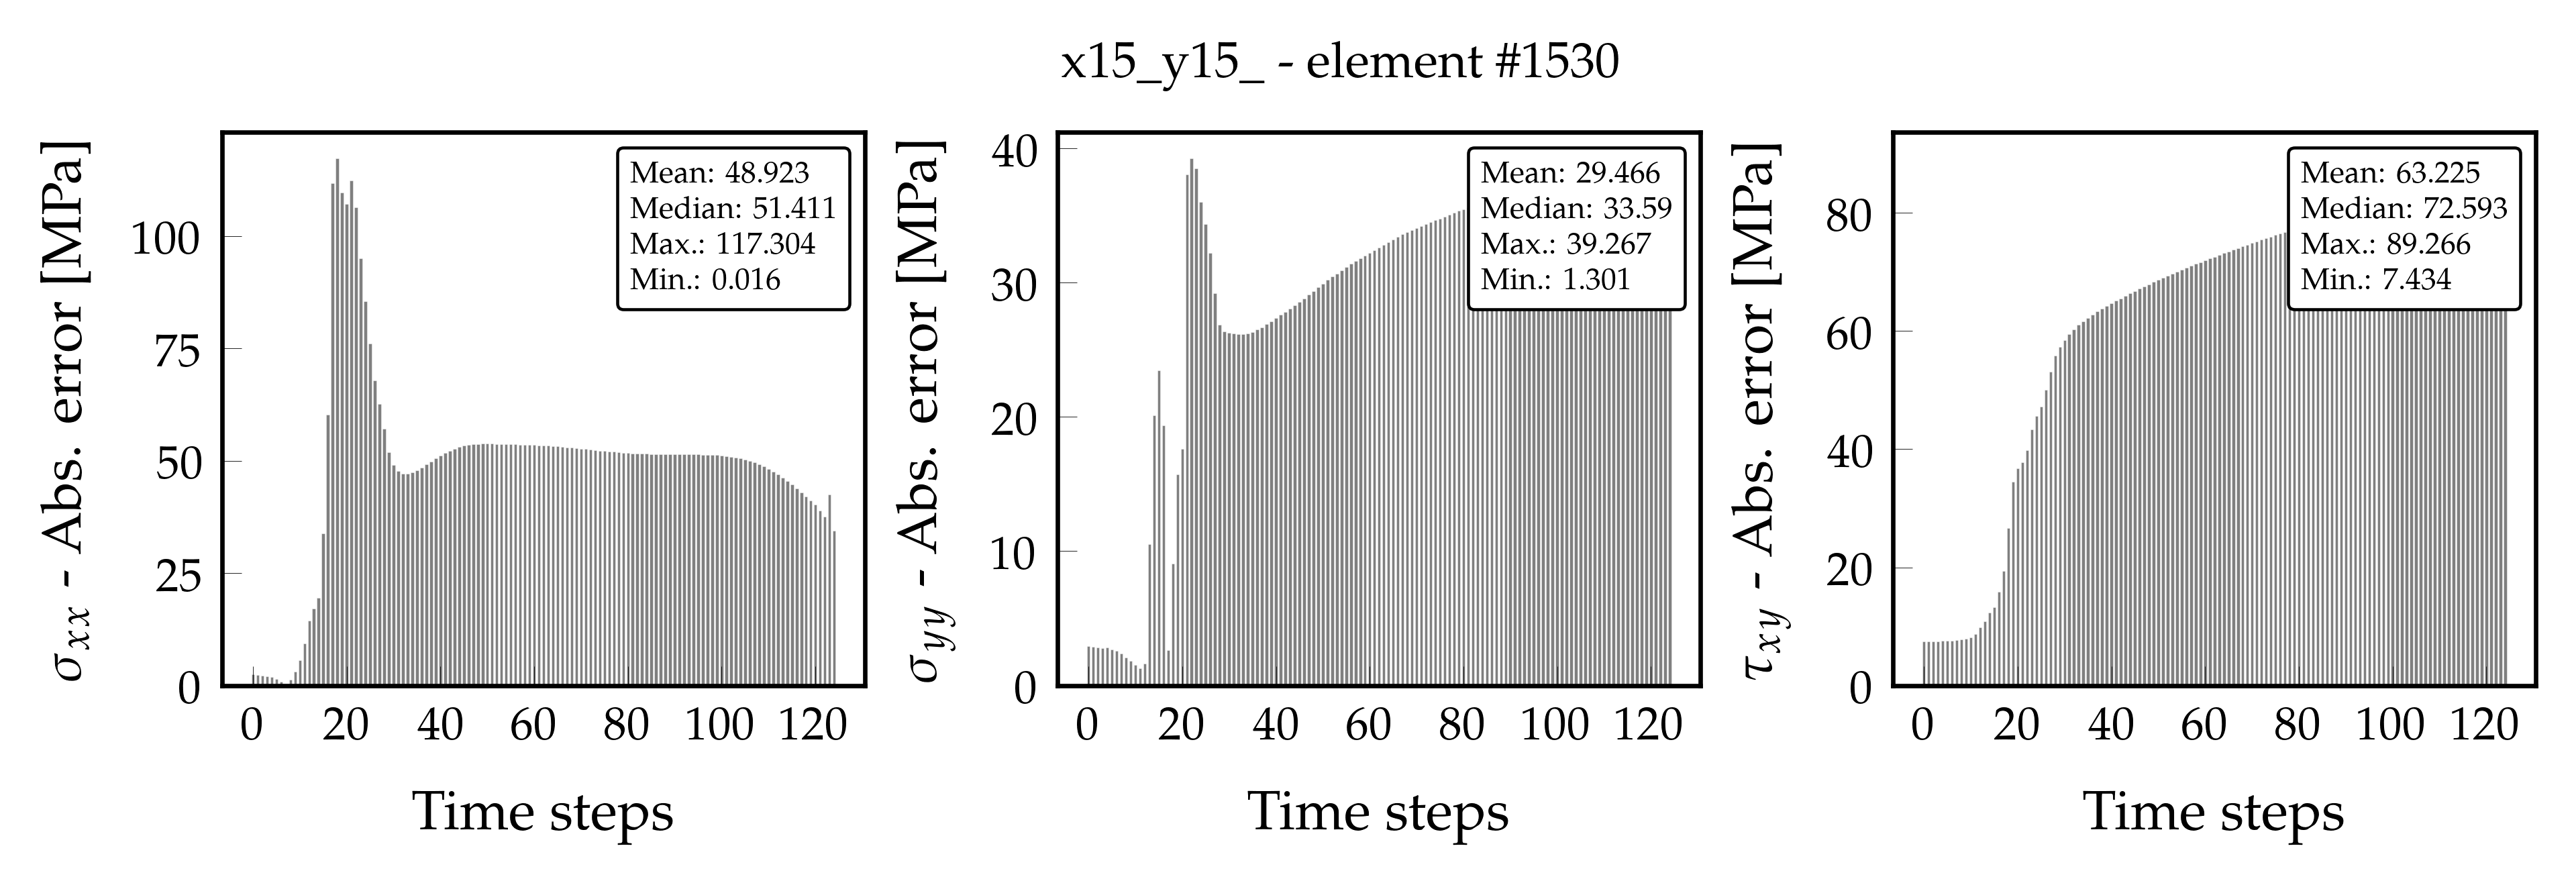 x15_y15_ - element #1530
σxx - Abs. error [MPa]
100
75
50
25
0
Mean: 48.923
Median: 51.411
Max.: 117.304
Min.: 0.016
0 20 40 60 80 100 120
Time steps
σyy - Abs. error [MPa]
40
30
20
10
0
Mean: 29.466
Median: 33.59
Max.: 39.267
Min.: 1.301
0 20 40 60 80 100 120
Time steps
τxy - Abs. error [MPa]
80
60
40
20
0
Mean: 63.225
Median: 72.593
Max.: 89.266
Min.: 7.434
0 20 40 60 80 100 120
Time steps